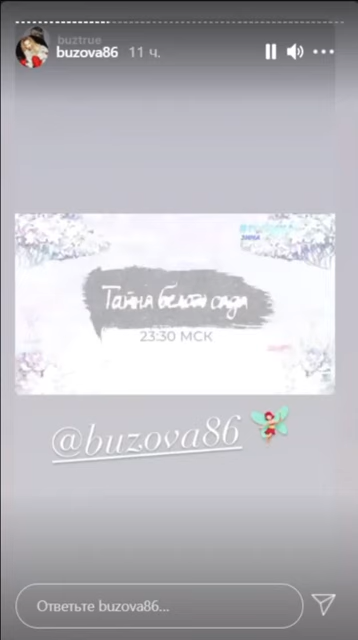 buztrue
buzova86 11 ч.
Тайна белого сада
23:30 МСК
@buzova86
Ответьте buzova86...